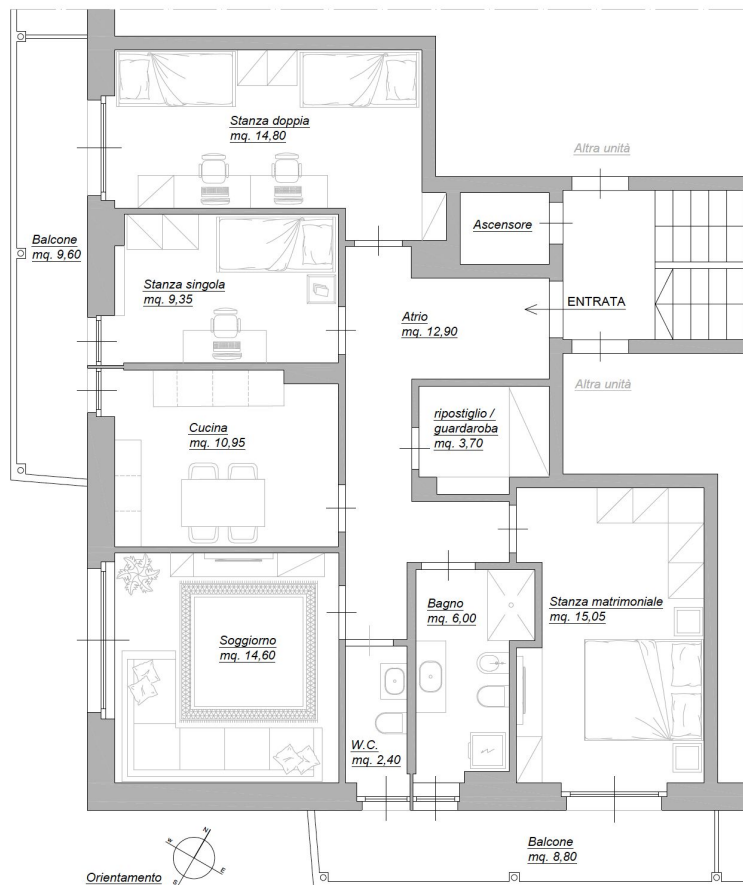 Stanza doppia
mq. 14,80
Altra unità
Ascensore
Balcone
mq. 9,60
Stanza singola
mq. 9,35
ENTRATA
Atrio
mq. 12,90
Altra unità
ripostiglio /
guardaroba
mq. 3,70
Cucina
mq. 10,95
Bagno
mq. 6,00
Stanza matrimoniale
mq. 15,05
Soggiorno
mq. 14,60
W.C.
mq. 2,40
Balcone
mq. 8,80
N
W
E
S
Orientamento